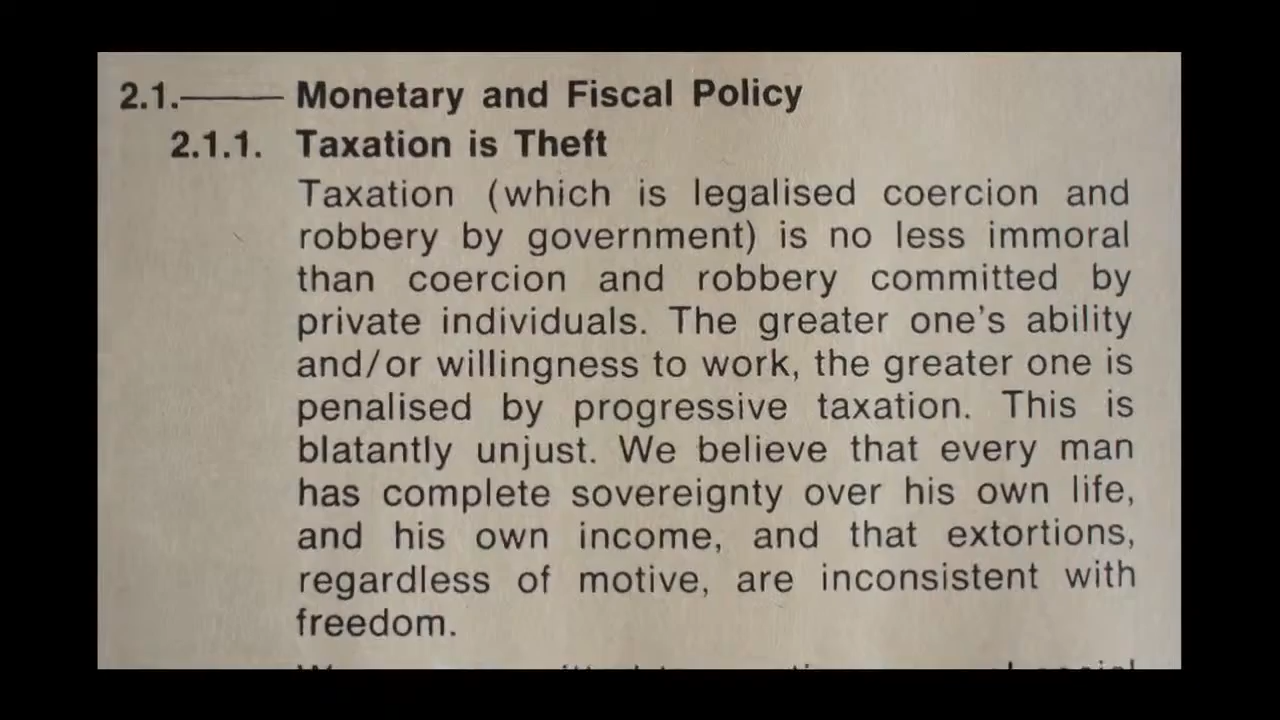 2.1.——— Monetary and Fiscal Policy
2.1.1. Taxation is Theft
Taxation (which is legalised coercion and
robbery by government) is no less immoral
than coercion and robbery committed by
private individuals. The greater one's ability
and/or willingness to work, the greater one is
penalised by progressive taxation. This is
blatantly unjust. We believe that every man
has complete sovereignty over his own life,
and his own income, and that extortions,
regardless of motive, are inconsistent with
freedom.